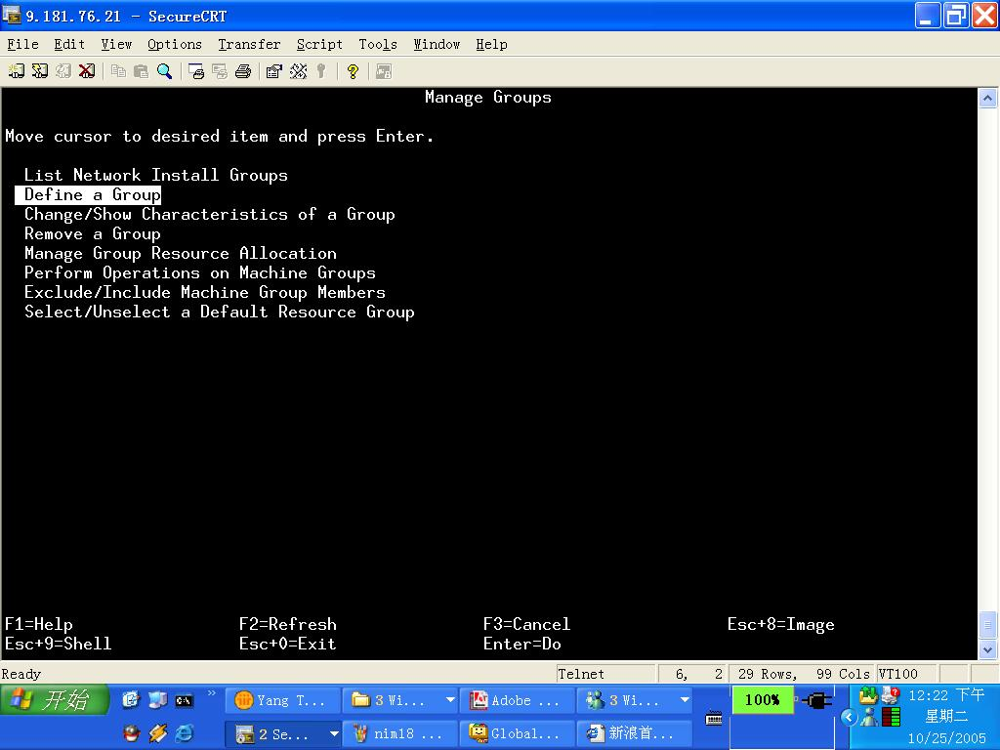 9.181.76.21 - SecureCRT
File Edit View Options Transfer Script Tools Window Help
Manage Groups
Move cursor to desired item and press Enter.
List Network Install Groups
Define a Group
Change/Show Characteristics of a Group
Remove a Group
Manage Group Resource Allocation
Perform Operations on Machine Groups
Exclude/Include Machine Group Members
Select/Unselect a Default Resource Group
F1=Help F2=Refresh F3=Cancel Esc+8=Image
Esc+9=Shell Esc+0=Exit Enter=Do
Ready Telnet 6, 2 29 Rows, 99 Cols VT100
开始 Yang T... 3 Wi... Adobe ... 3 Wi... 100% 12:22 下午
星期二
2 Se... nim18 ... Global... 新浪首... 10/25/2005